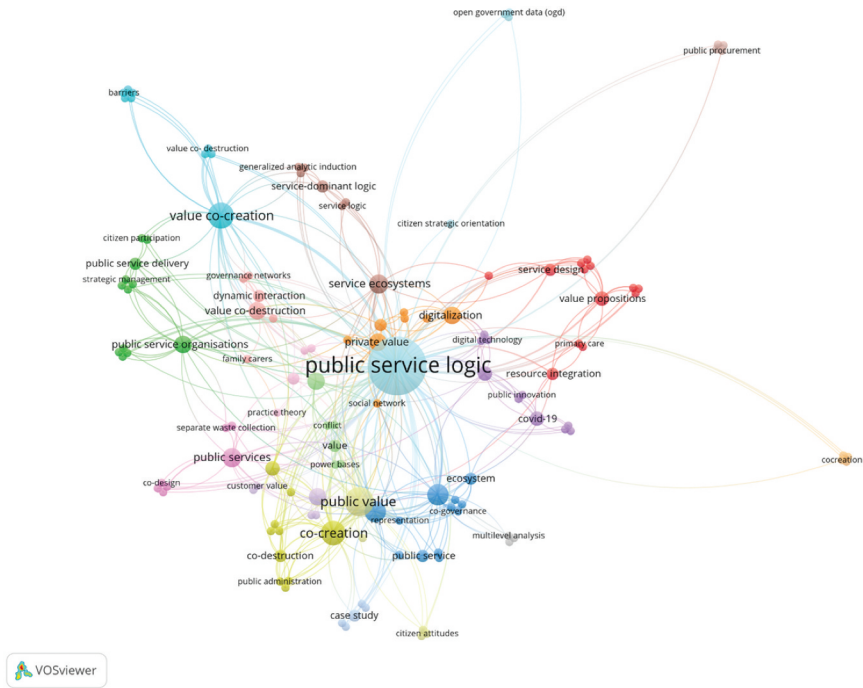 open government data (ogd)
public procurement
barriers
value co- destruction
generalized analytic induction
service-dominant logic
service logic
value co-creation
citizen strategic orientation
citizen participation
public service delivery
strategic management
governance networks
service ecosystems
service design
dynamic interaction
value propositions
value co-destruction
digitalization
public service organisations
private value
digital technology
primary care
family carers
public service logic
resource integration
public innovation
social network
practice theory
covid-19
separate waste collection
conflict
value
public services
power bases
cocreation
co-design
customer value
ecosystem
public value
co-governance
representation
co-creation
multilevel analysis
co-destruction
public service
public administration
case study
citizen attitudes
VOSviewer